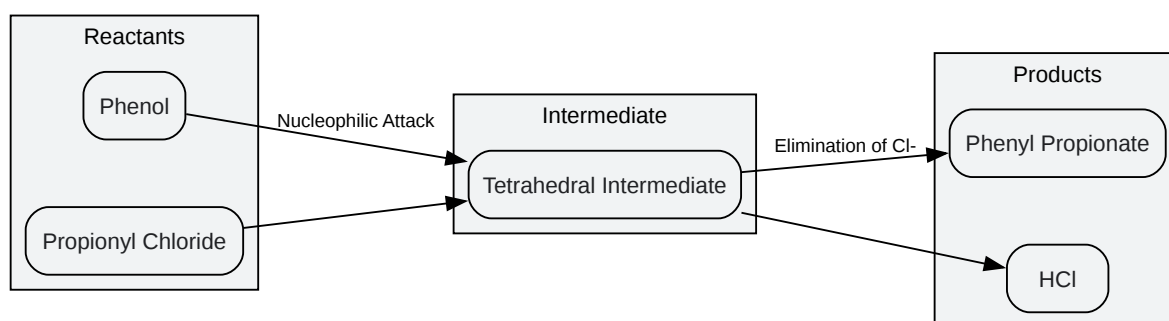 Reactants
Phenol
Propionyl Chloride
Nucleophilic Attack
Intermediate
Tetrahedral Intermediate
Elimination of Cl-
Products
Phenyl Propionate
HCl